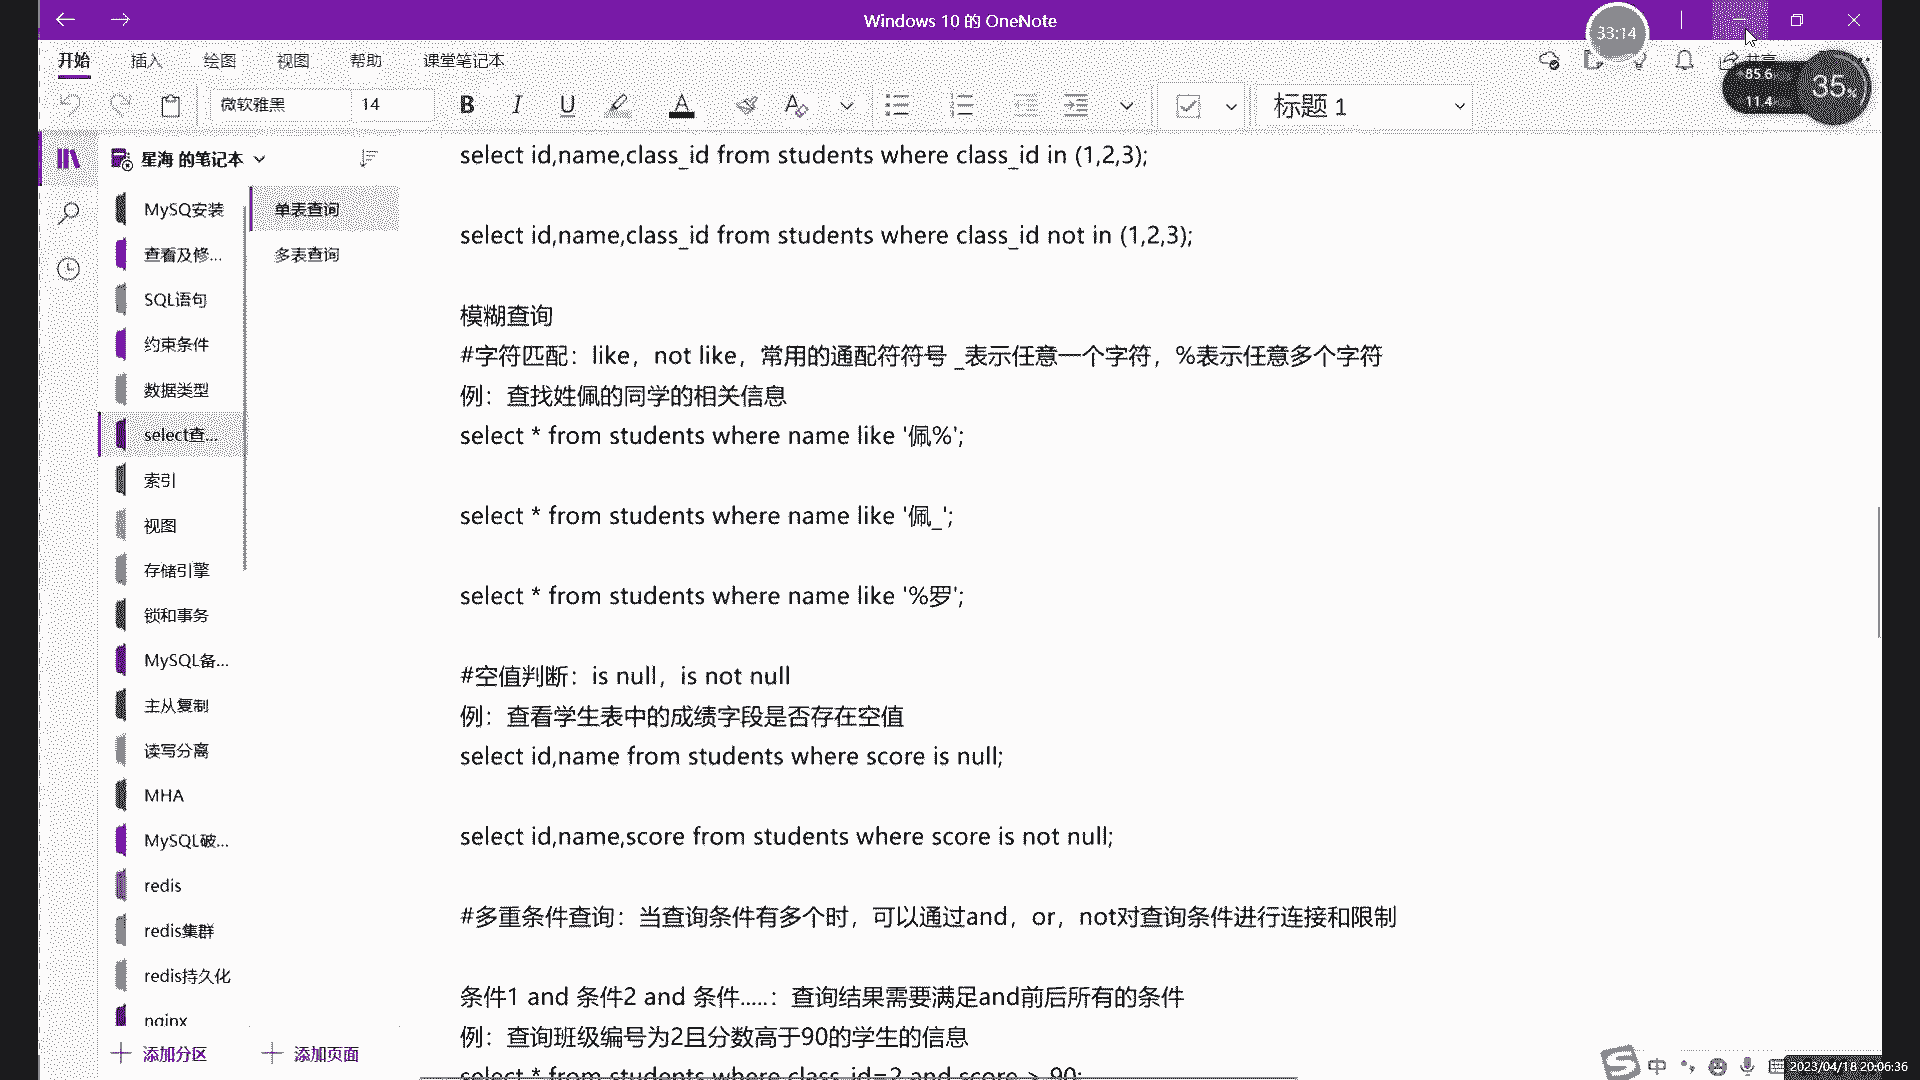 Windows 10 的 OneNote
33:14
开始 插入 绘图 视图 帮助 课堂笔记本
85.6
11.4
35%
微软雅黑 14 B I U A A 标题 1
星海 的笔记本
MySQ安装
查看及修...
SQL语句
约束条件
数据类型
select查...
索引
视图
存储引擎
锁和事务
MySQL备...
主从复制
读写分离
MHA
MySQL破...
redis
redis集群
redis持久化
nginx
添加分区
单表查询
多表查询
添加页面
select id,name,class_id from students where class_id in (1,2,3);
select id,name,class_id from students where class_id not in (1,2,3);
模糊查询
#字符匹配：like，not like，常用的通配符符号 _表示任意一个字符，%表示任意多个字符
例：查找姓佩的同学的相关信息
select * from students where name like '佩%';
select * from students where name like '佩_';
select * from students where name like '%罗';
#空值判断：is null，is not null
例：查看学生表中的成绩字段是否存在空值
select id,name from students where score is null;
select id,name,score from students where score is not null;
#多重条件查询：当查询条件有多个时，可以通过and，or，not对查询条件进行连接和限制
条件1 and 条件2 and 条件.....：查询结果需要满足and前后所有的条件
例：查询班级编号为2且分数高于90的学生的信息
select * from students where class_id=2 and score > 90;
中
2023/04/18 20:06:36